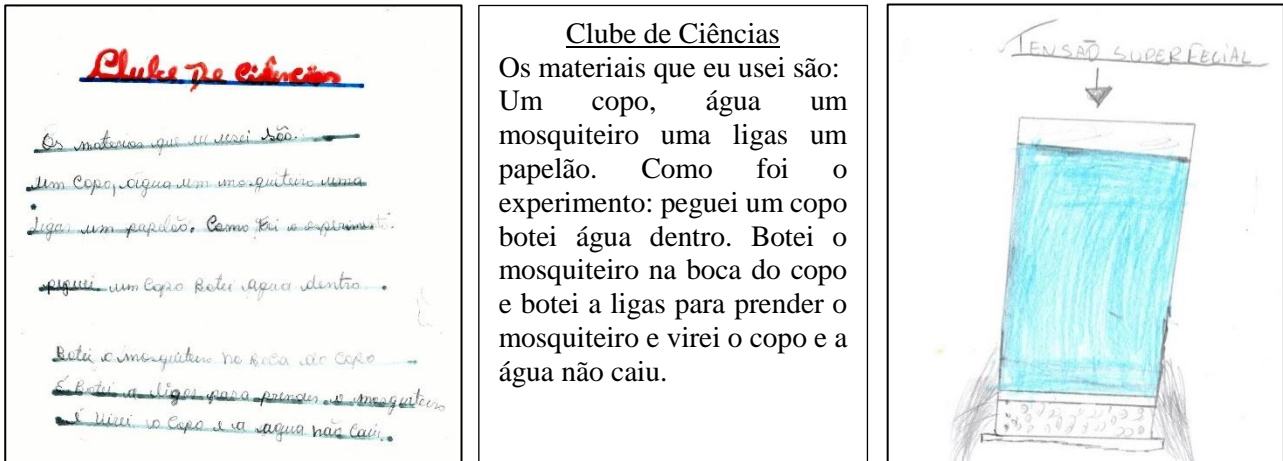 Clube De Ciências
Os materias que eu usei são.
um Copo, água um mosquiteiro uma
Ligas um papelão. Como foi o experimento.
peguei um Copo Botei agua dentro.
Botei o mosquiteiro na Boca do Copo
E Botei a ligas para prender o mosquiteiro
E Virei o Copo e a agua não Caiu.
Clube de Ciências
Os materiais que eu usei são:
Um copo, água um
mosquiteiro uma ligas um
papelão. Como foi o
experimento: peguei um copo
botei água dentro. Botei o
mosquiteiro na boca do copo
e botei a ligas para prender o
mosquiteiro e virei o copo e a
água não caiu.
TENSÃO SUPERFECIAL